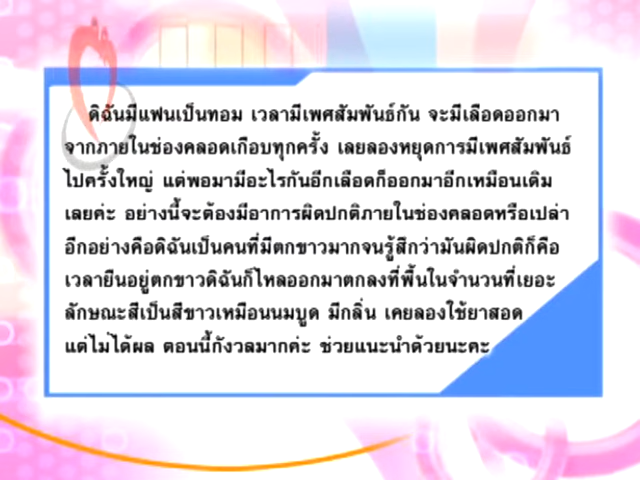 ดิฉันมีแฟนเป็นทอม เวลามีเพศสัมพันธ์กัน จะมีเลือดออกมา
จากภายในช่องคลอดเกือบทุกครั้ง เลยลองหยุดการมีเพศสัมพันธ์
ไปครั้งใหญ่ แต่พอมามีอะไรกันอีกเลือดก็ออกมาอีกเหมือนเดิม
เลยค่ะ อย่างนี้จะต้องมีอาการผิดปกติภายในช่องคลอดหรือเปล่า
อีกอย่างคือดิฉันเป็นคนที่มีตกขาวมากจนรู้สึกว่ามันผิดปกติก็คือ
เวลายืนอยู่ตกขาวดิฉันก็ไหลออกมาตกลงที่พื้นในจำนวนที่เยอะ
ลักษณะสีเป็นสีขาวเหมือนนมบูด มีกลิ่น เคยลองใช้ยาสอด
แต่ไม่ได้ผล ตอนนี้กังวลมากค่ะ ช่วยแนะนำด้วยนะคะ